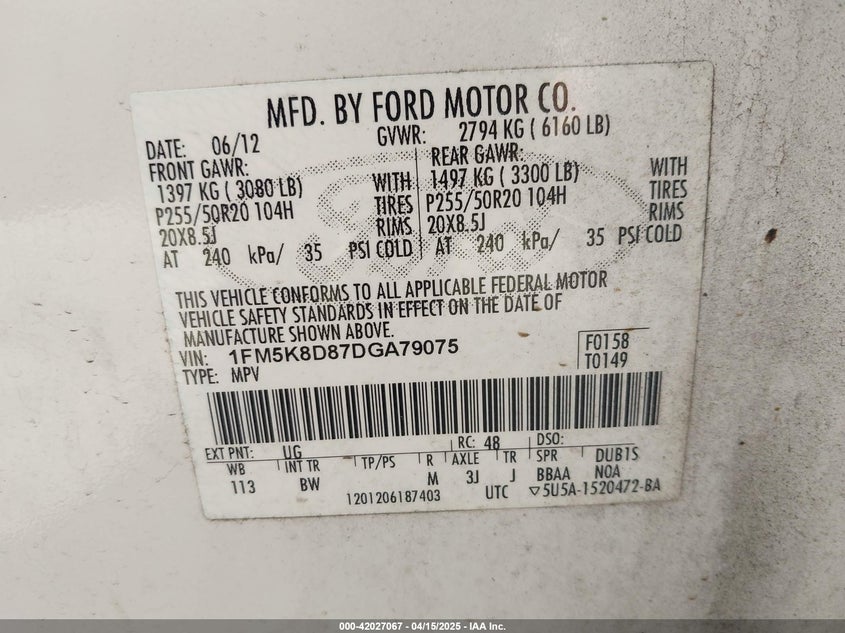 MFD. BY FORD MOTOR CO.
DATE: 06/12 GVWR: 2794 KG ( 6160 LB)
FRONT GAWR: REAR GAWR:
1397 KG ( 3080 LB) WITH 1497 KG ( 3300 LB) WITH
P255/50R20 104H TIRES P255/50R20 104H TIRES
20X8.5J RIMS 20X8.5J RIMS
AT 240 kPa/ 35 PSI COLD AT 240 kPa/ 35 PSI COLD
THIS VEHICLE CONFORMS TO ALL APPLICABLE FEDERAL MOTOR
VEHICLE SAFETY STANDARDS IN EFFECT ON THE DATE OF
MANUFACTURE SHOWN ABOVE.
VIN: 1FM5K8D87DGA79075 F0158
TYPE: MPV T0149
EXT PNT: UG RC: 48 DSO:
WB INT TR TP/PS R AXLE TR SPR DUB1S
113 BW M 3J J BBAA NOA
1201206187403 UTC ▽5U5A-1520472-BA
000-42027067 - 04/15/2025 - IAA Inc.